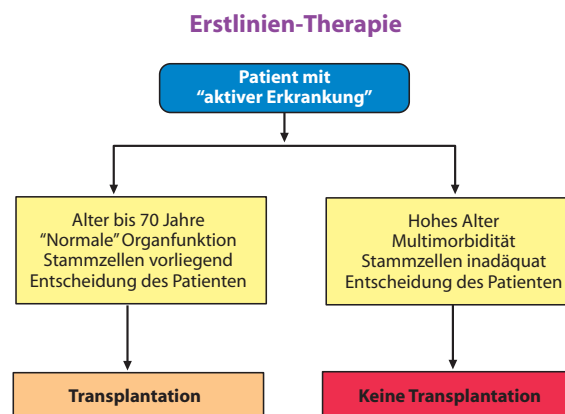 Erstlinien-Therapie
Patient mit
“aktiver Erkrankung”
Alter bis 70 Jahre
“Normale” Organfunktion
Stammzellen vorliegend
Entscheidung des Patienten
Hohes Alter
Multimorbidität
Stammzellen inadäquat
Entscheidung des Patienten
Transplantation
Keine Transplantation